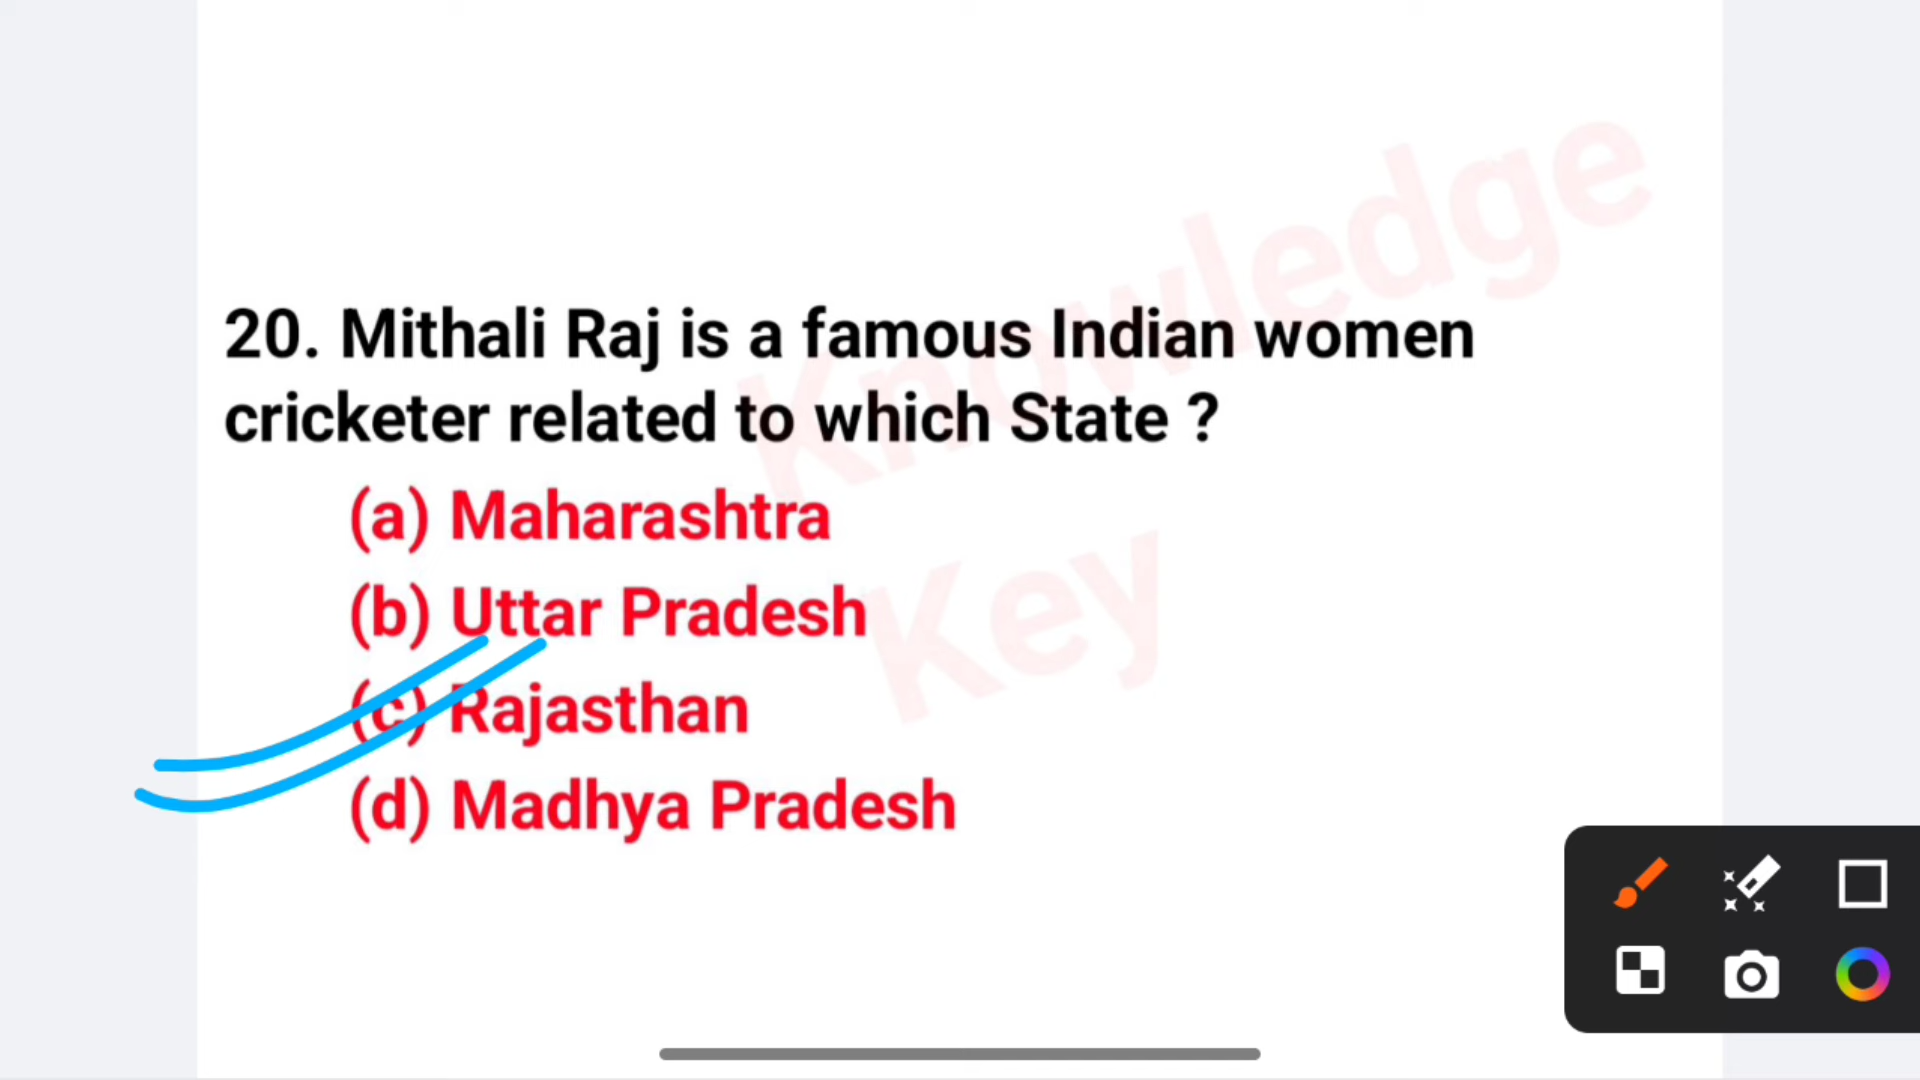 Knowledge
Key
20. Mithali Raj is a famous Indian women
cricketer related to which State ?
(a) Maharashtra
(b) Uttar Pradesh
(c) Rajasthan
(d) Madhya Pradesh